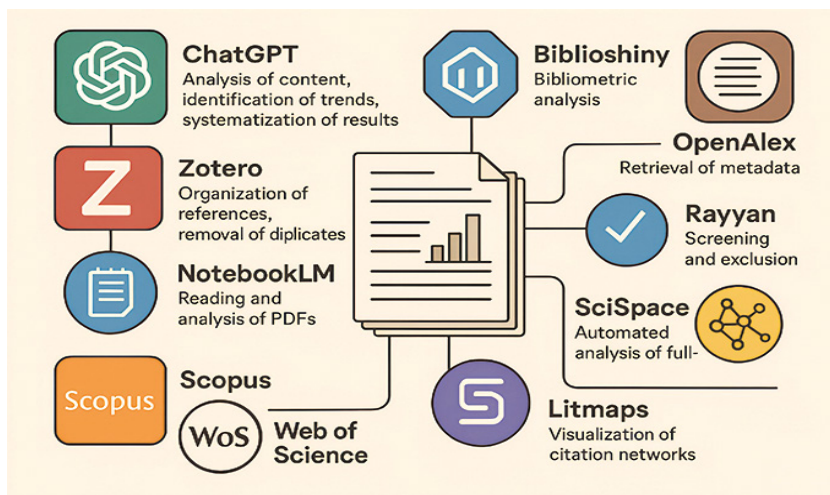 ChatGPT
Analysis of content,
identification of trends,
systematization of results
Biblioshiny
Bibliometric
analysis
OpenAlex
Retrieval of metadata
Z
Zotero
Organization of
references,
removal of diplicates
Rayyan
Screening
and exclusion
NotebookLM
Reading and
analysis of PDFs
SciSpace
Automated
analysis of full-
Scopus
Scopus
WoS
Web of
Science
Litmaps
Visualization of
citation networks